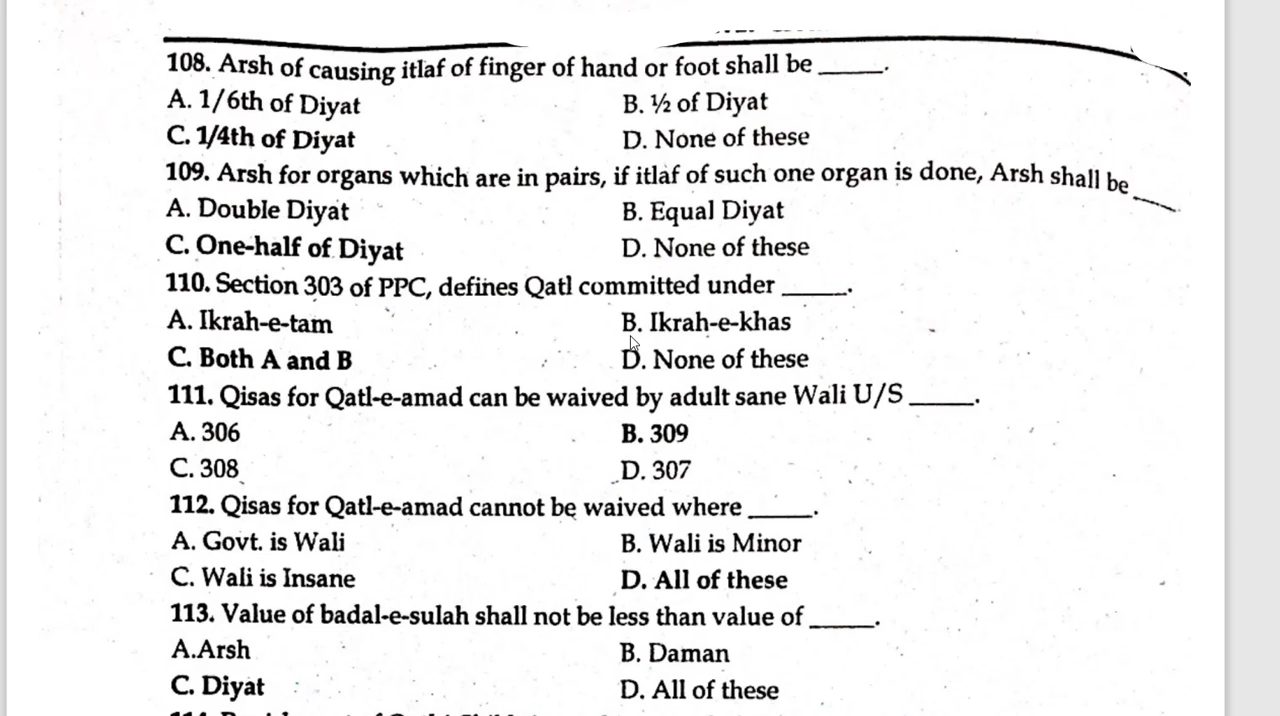 108. Arsh of causing itlaf of finger of hand or foot shall be _____.
A. 1/6th of Diyat B. ½ of Diyat
C. 1/4th of Diyat D. None of these
109. Arsh for organs which are in pairs, if itlaf of such one organ is done, Arsh shall be _____
A. Double Diyat B. Equal Diyat
C. One-half of Diyat D. None of these
110. Section 303 of PPC, defines Qatl committed under _____.
A. Ikrah-e-tam B. Ikrah-e-khas
C. Both A and B D. None of these
111. Qisas for Qatl-e-amad can be waived by adult sane Wali U/S _____.
A. 306 B. 309
C. 308 D. 307
112. Qisas for Qatl-e-amad cannot be waived where _____.
A. Govt. is Wali B. Wali is Minor
C. Wali is Insane D. All of these
113. Value of badal-e-sulah shall not be less than value of _____.
A.Arsh B. Daman
C. Diyat D. All of these